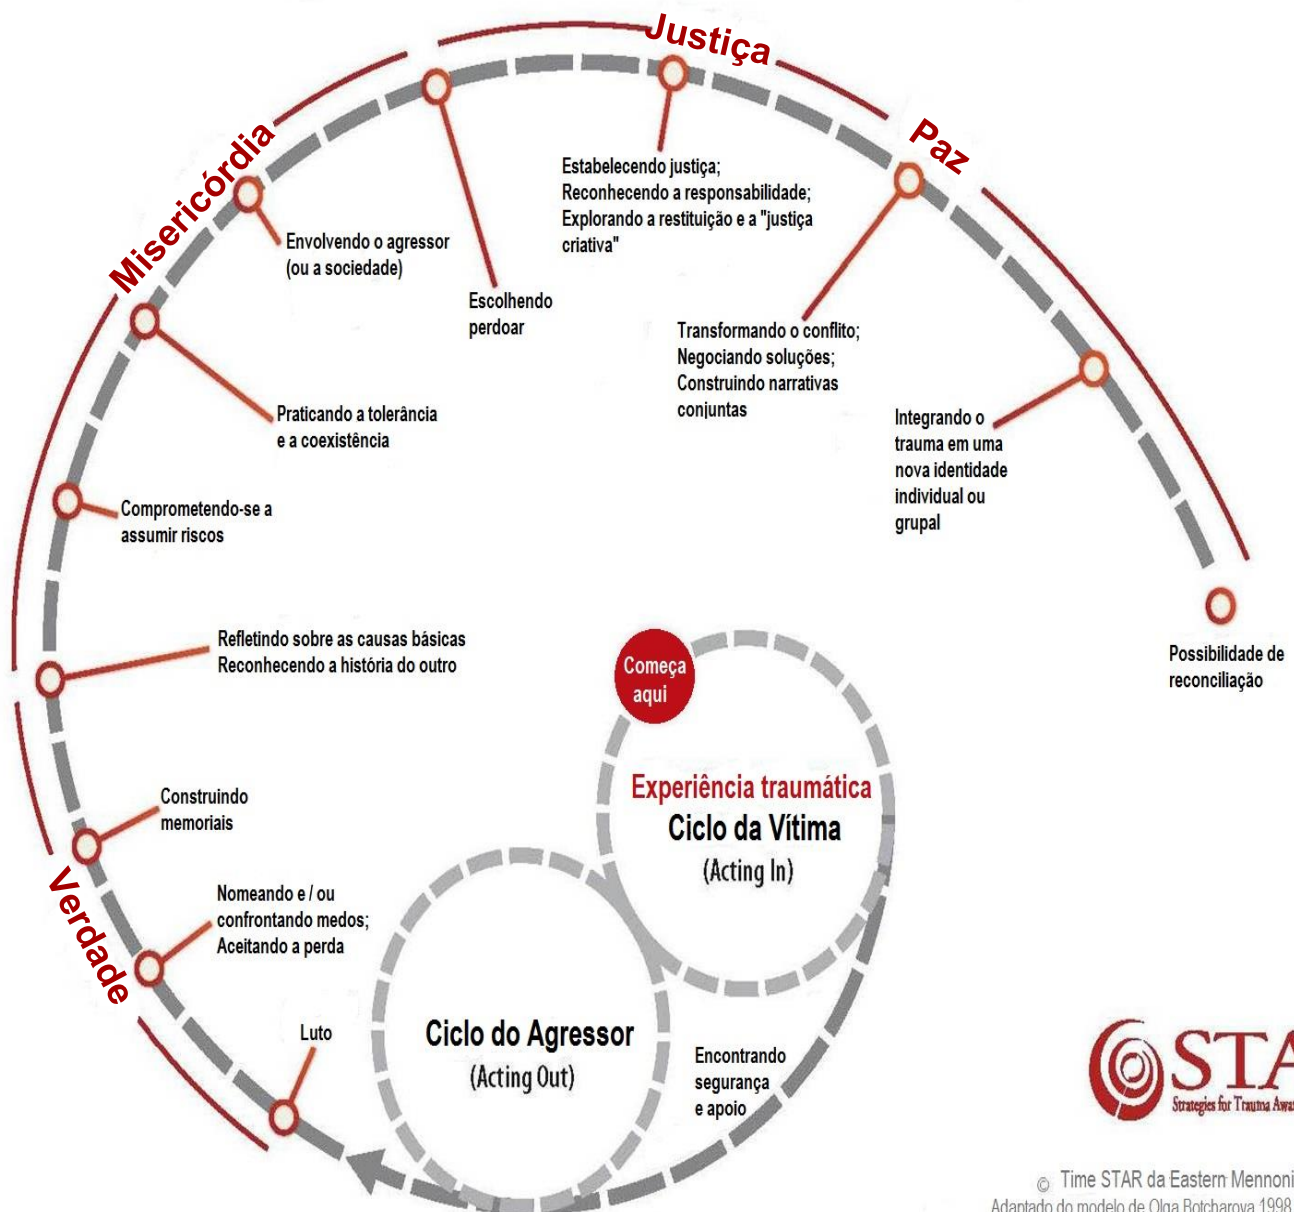 Justiça
Paz
Misericórdia
Estabelecendo justiça;
Reconhecendo a responsabilidade;
Explorando a restituição e a "justiça
criativa"
Envolvendo o agressor
(ou a sociedade)
Escolhendo
perdoar
Transformando o conflito;
Negociando soluções;
Construindo narrativas
conjuntas
Praticando a tolerância
e a coexistência
Integrando o
trauma em uma
nova identidade
individual ou
grupal
Comprometendo-se a
assumir riscos
Refletindo sobre as causas básicas
Reconhecendo a história do outro
Possibilidade de
reconciliação
Começa
aqui
Experiência traumática
Ciclo da Vítima
(Acting In)
Construindo
memoriais
Verdade
Nomeando e / ou
confrontando medos;
Aceitando a perda
Luto
Ciclo do Agressor
(Acting Out)
Encontrando
segurança
e apoio
STA
Strategies for Trauma Awar
© Time STAR da Eastern Mennoni
Adaptado do modelo de Olga Botcharova 1998